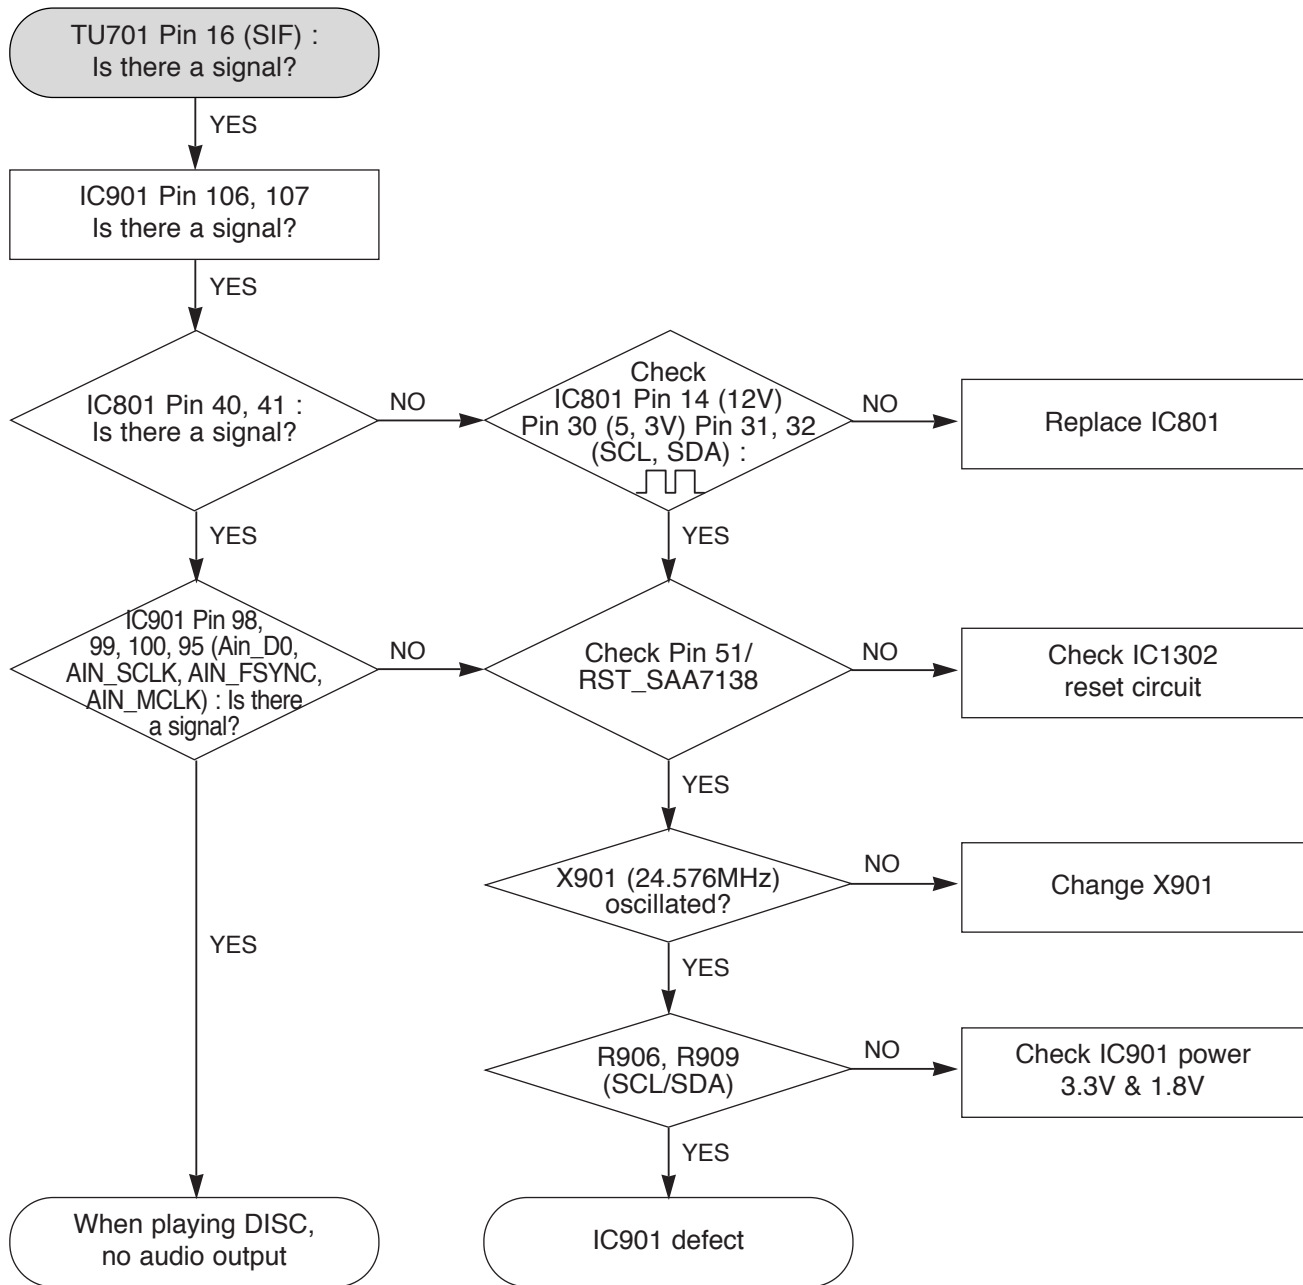 TU701 Pin 16 (SIF) :
Is there a signal?
YES
IC901 Pin 106, 107
Is there a signal?
YES
IC801 Pin 40, 41 :
Is there a signal?
NO
Check
IC801 Pin 14 (12V)
Pin 30 (5, 3V) Pin 31, 32
(SCL, SDA) :
NO
Replace IC801
YES
YES
IC901 Pin 98,
99, 100, 95 (Ain_D0,
AIN_SCLK, AIN_FSYNC,
AIN_MCLK) : Is there
a signal?
NO
Check Pin 51/
RST_SAA7138
NO
Check IC1302
reset circuit
YES
X901 (24.576MHz)
oscillated?
NO
Change X901
YES
YES
R906, R909
(SCL/SDA)
NO
Check IC901 power
3.3V & 1.8V
YES
When playing DISC,
no audio output
IC901 defect